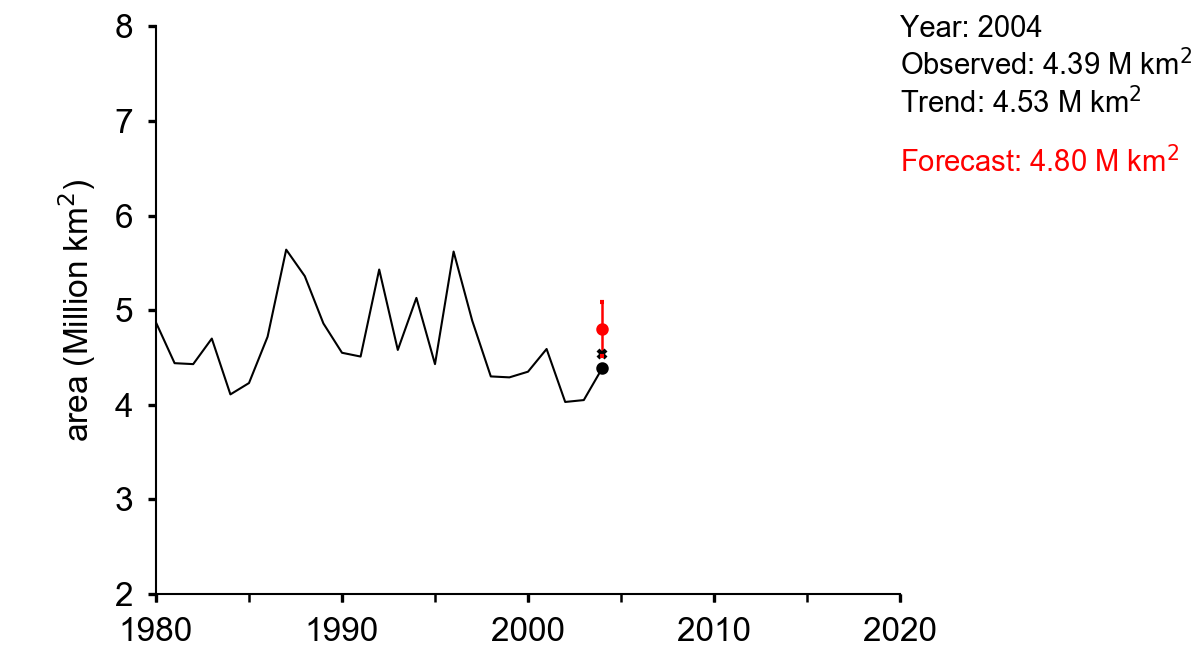 Year: 2004
Observed: 4.39 M km²
Trend: 4.53 M km²
Forecast: 4.80 M km²
area (Million km²)
8
7
6
5
4
3
2
1980 1990 2000 2010 2020